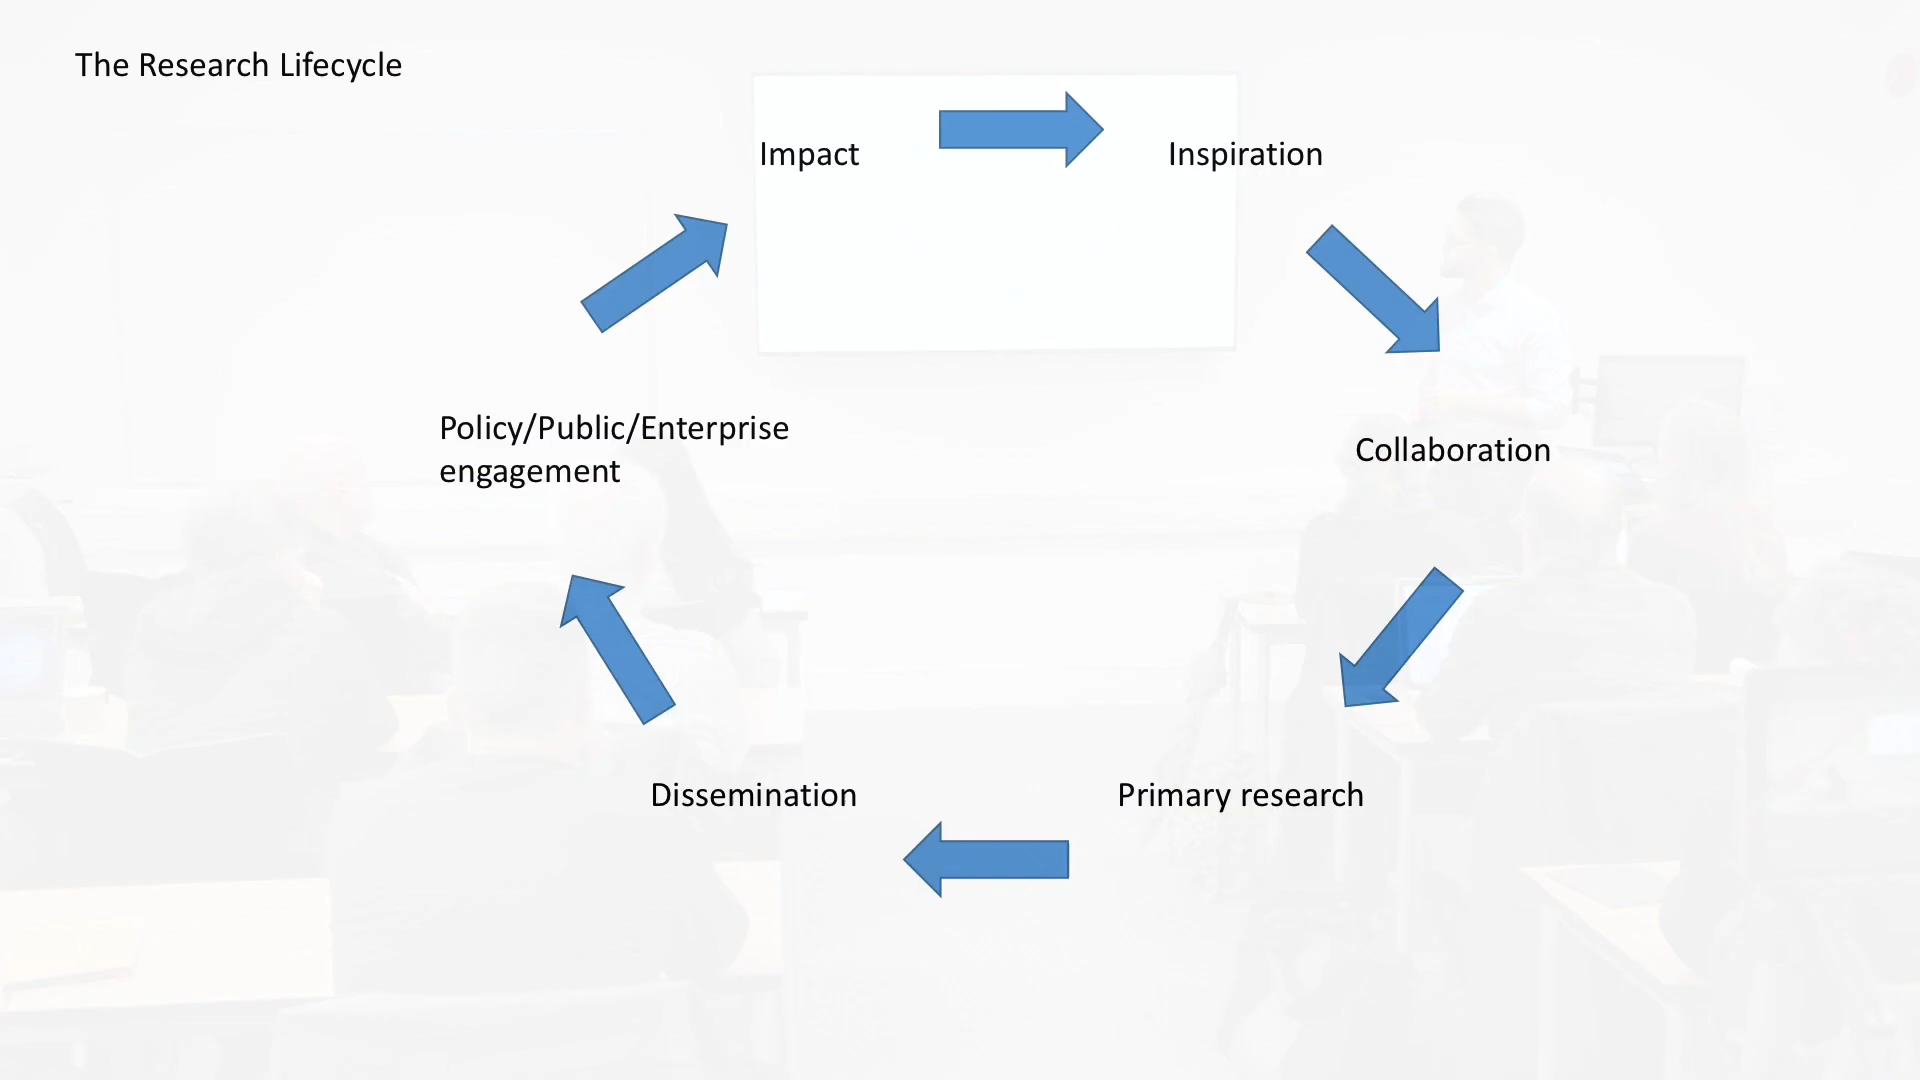 The Research Lifecycle
Impact
Inspiration
Policy/Public/Enterprise
engagement
Collaboration
Dissemination
Primary research